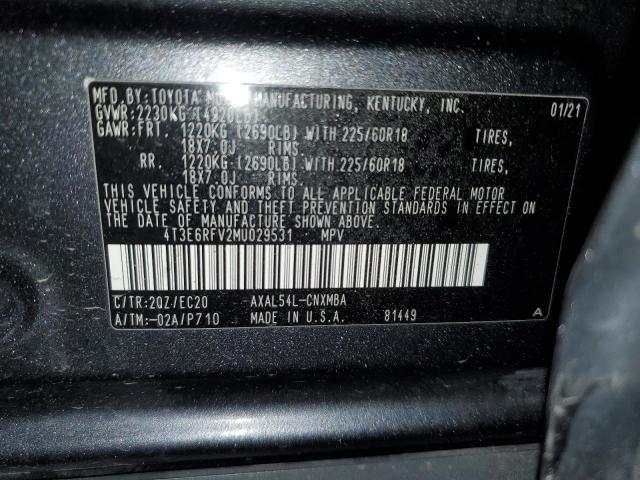 MFD. BY: TOYOTA MOTOR MANUFACTURING, KENTUCKY, INC. 01/21
GVWR: 2230KG (4920LB)
GAWR: FRT. 1220KG (2690LB) WITH 225/60R18 TIRES,
18X7.0J RIMS.
RR. 1220KG (2690LB) WITH 225/60R18 TIRES,
18X7.0J RIMS.
THIS VEHICLE CONFORMS TO ALL APPLICABLE FEDERAL MOTOR
VEHICLE SAFETY AND THEFT PREVENTION STANDARDS IN EFFECT ON
THE DATE OF MANUFACTURE SHOWN ABOVE.
4T3E6RFV2MU029531 MPV
C/TR: 2QZ/EC20 AXAL54L-CNXMBA
A/TM: -02A/P710 MADE IN U.S.A. 81449 A